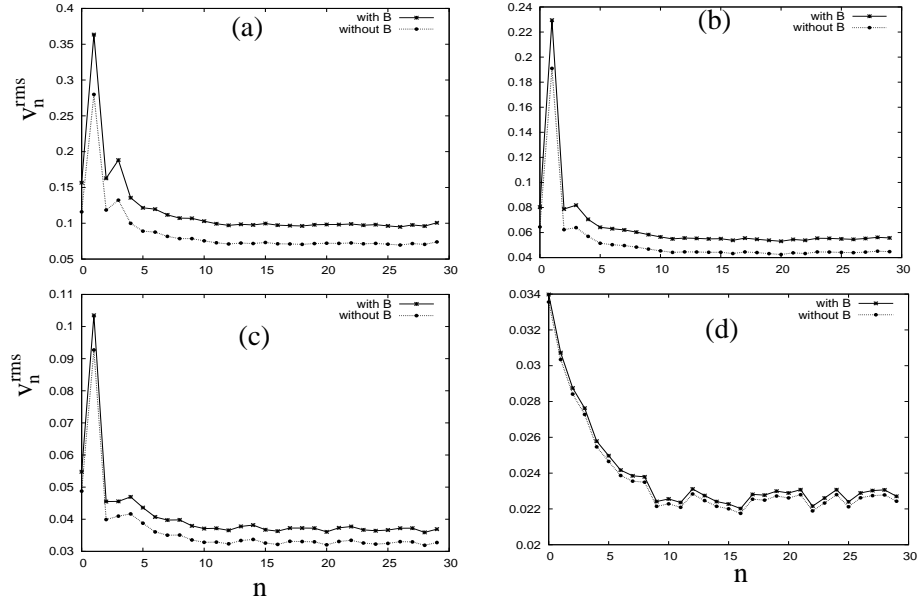 (a)
with B
without B
0.4
0.35
0.3
0.25
0.2
0.15
0.1
0.05
v_n^rms
0 5 10 15 20 25 30
(b)
with B
without B
0.24
0.22
0.2
0.18
0.16
0.14
0.12
0.1
0.08
0.06
0.04
0 5 10 15 20 25 30
(c)
with B
without B
0.11
0.1
0.09
0.08
0.07
0.06
0.05
0.04
0.03
v_n^rms
0 5 10 15 20 25 30
n
(d)
with B
without B
0.034
0.032
0.03
0.028
0.026
0.024
0.022
0.02
0 5 10 15 20 25 30
n